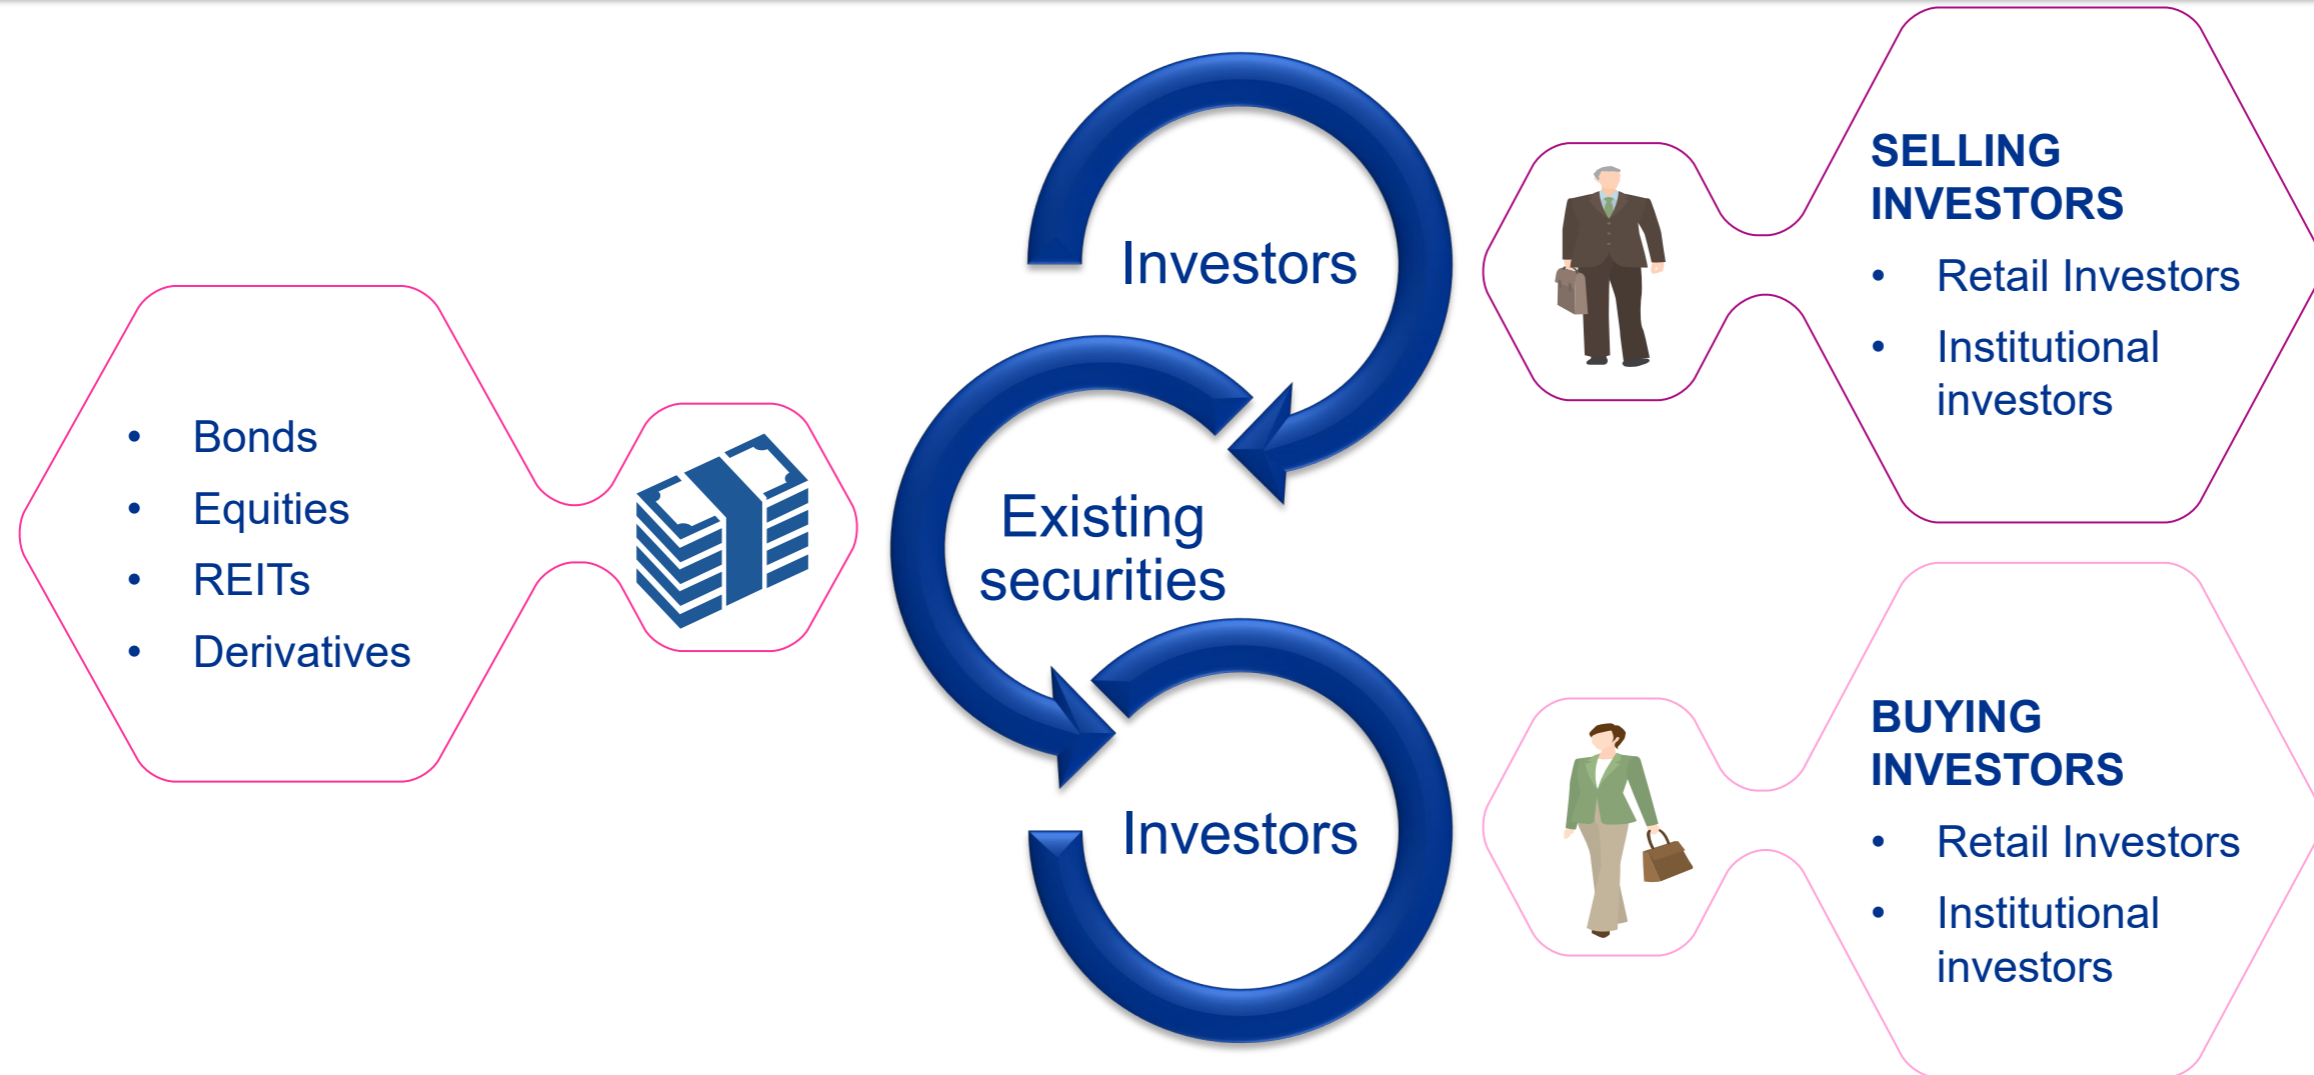 • Bonds
• Equities
• REITs
• Derivatives
Investors
Existing
securities
Investors
SELLING
INVESTORS
• Retail Investors
• Institutional
investors
BUYING
INVESTORS
• Retail Investors
• Institutional
investors